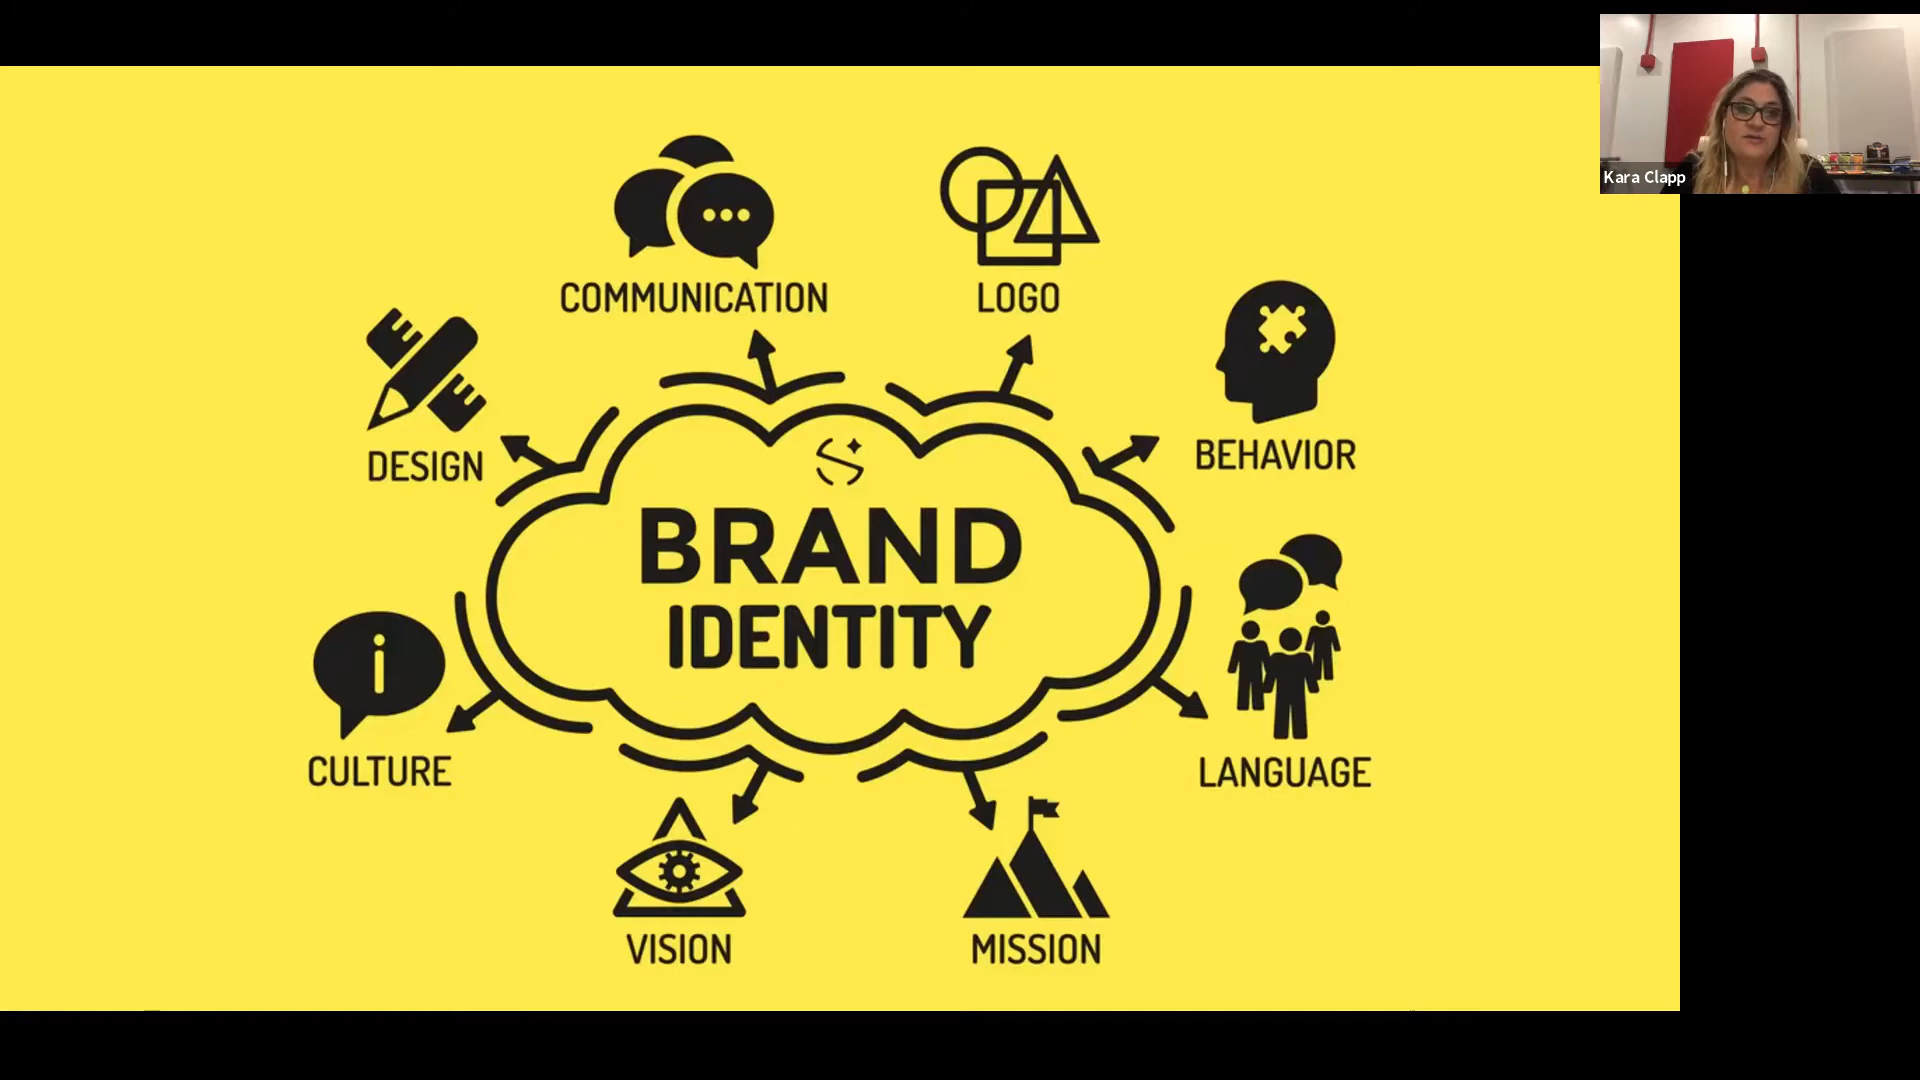 Kara Clapp
COMMUNICATION
LOGO
DESIGN
BEHAVIOR
BRAND
IDENTITY
CULTURE
LANGUAGE
VISION
MISSION